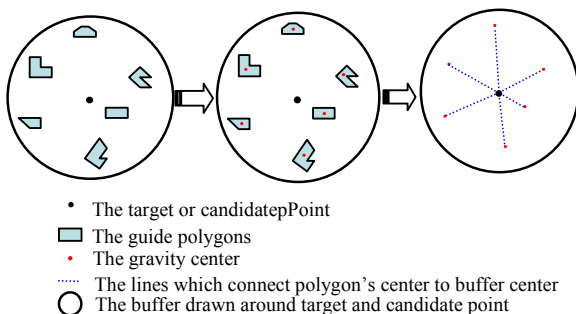 The target or candidatepPoint
The guide polygons
The gravity center
The lines which connect polygon's center to buffer center
The buffer drawn around target and candidate point